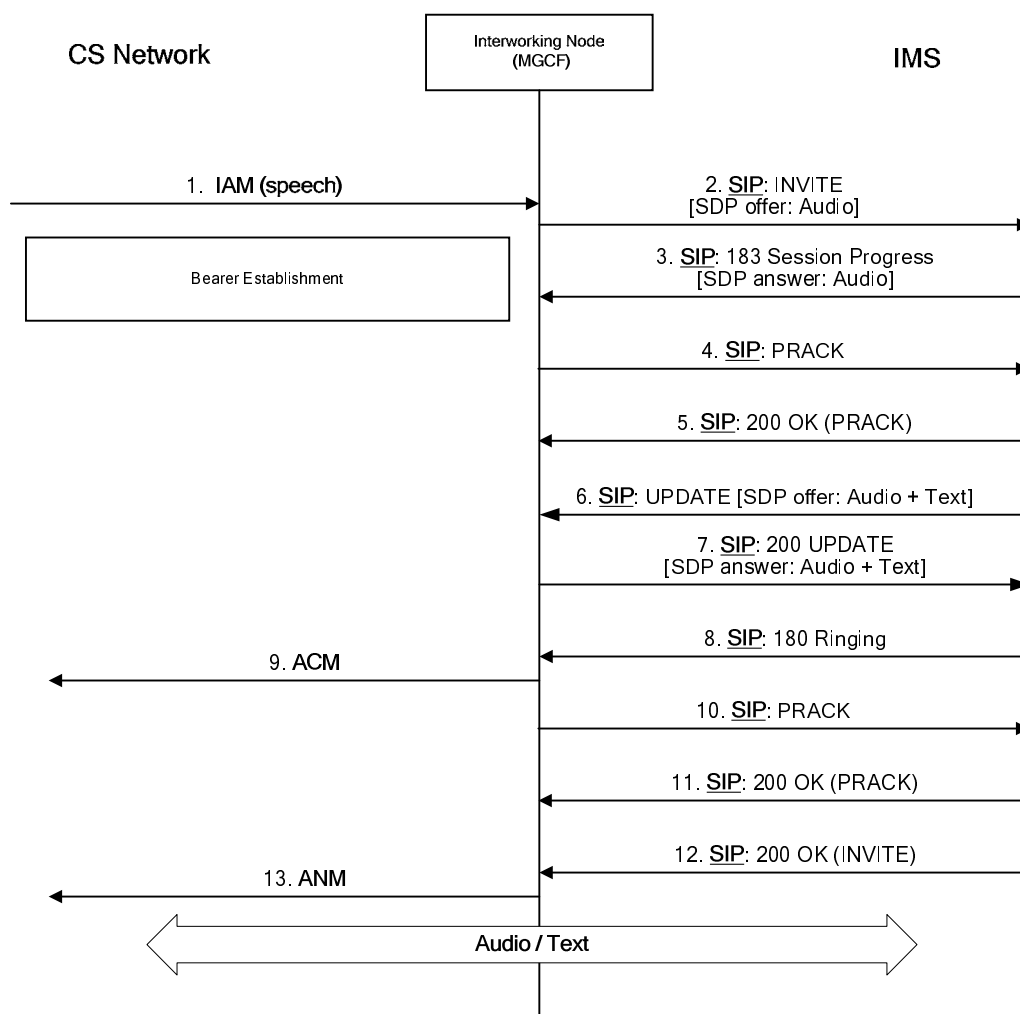 CS Network
Interworking Node
(MGCF)
IMS
1. IAM (speech)
2. SIP: INVITE
[SDP offer: Audio]
Bearer Establishment
3. SIP: 183 Session Progress
[SDP answer: Audio]
4. SIP: PRACK
5. SIP: 200 OK (PRACK)
6. SIP: UPDATE [SDP offer: Audio + Text]
7. SIP: 200 UPDATE
[SDP answer: Audio + Text]
8. SIP: 180 Ringing
9. ACM
10. SIP: PRACK
11. SIP: 200 OK (PRACK)
12. SIP: 200 OK (INVITE)
13. ANM
Audio / Text